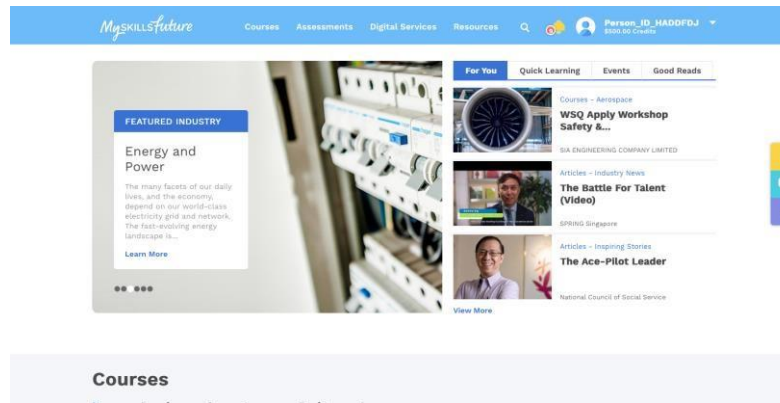 MySKILLSfuture
Courses
Assessments
Digital Services
Resources
Person_ID_HADDFDJ
$500.00 Credits
FEATURED INDUSTRY
Energy and
Power
The many facets of our daily
lives, and the economy,
depend on our world-class
electricity grid and network.
The fast-evolving energy
landscape is...
Learn More
For You
Quick Learning
Events
Good Reads
Courses - Aerospace
WSQ Apply Workshop
Safety &...
SIA ENGINEERING COMPANY LIMITED
Articles - Industry News
The Battle For Talent
(Video)
SPRING Singapore
Articles - Inspiring Stories
The Ace-Pilot Leader
National Council of Social Service
View More
Courses